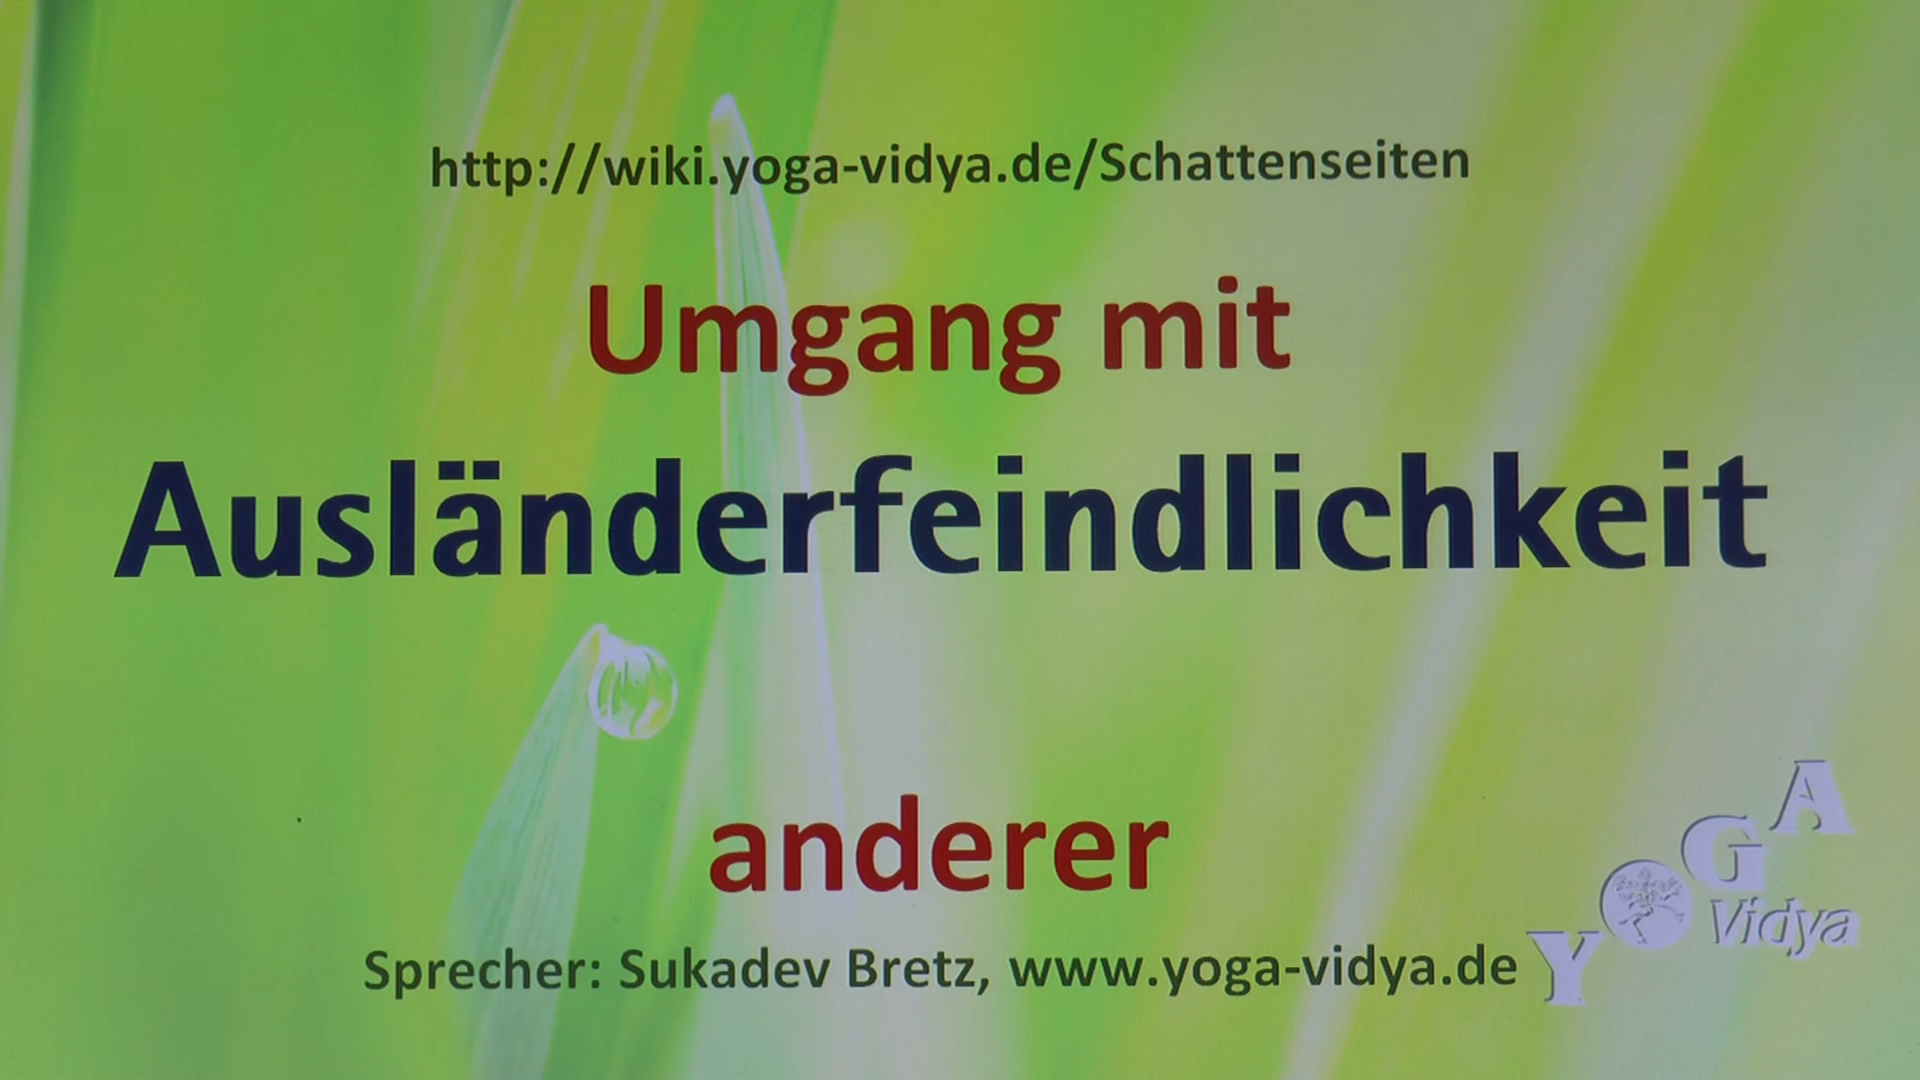 http://wiki.yoga-vidya.de/Schattenseiten
Umgang mit
Ausländerfeindlichkeit
anderer
Sprecher: Sukadev Bretz, www.yoga-vidya.de
YOGA
Vidya